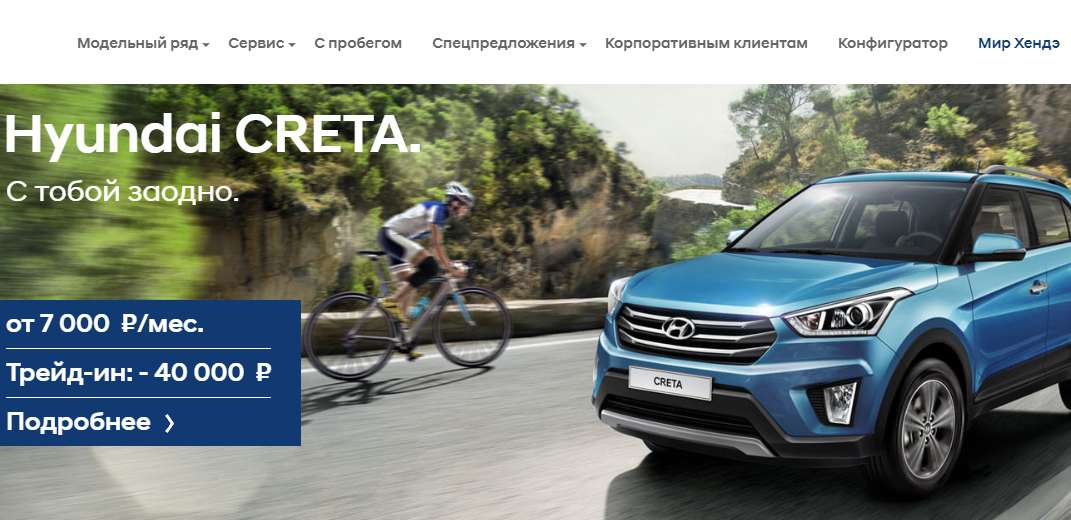 Модельный ряд Сервис С пробегом Спецпредложения Корпоративным клиентам Конфигуратор Мир Хендэ
Hyundai CRETA.
С тобой заодно.
от 7 000 ₽/мес.
Трейд-ин: - 40 000 ₽
Подробнее
CRETA